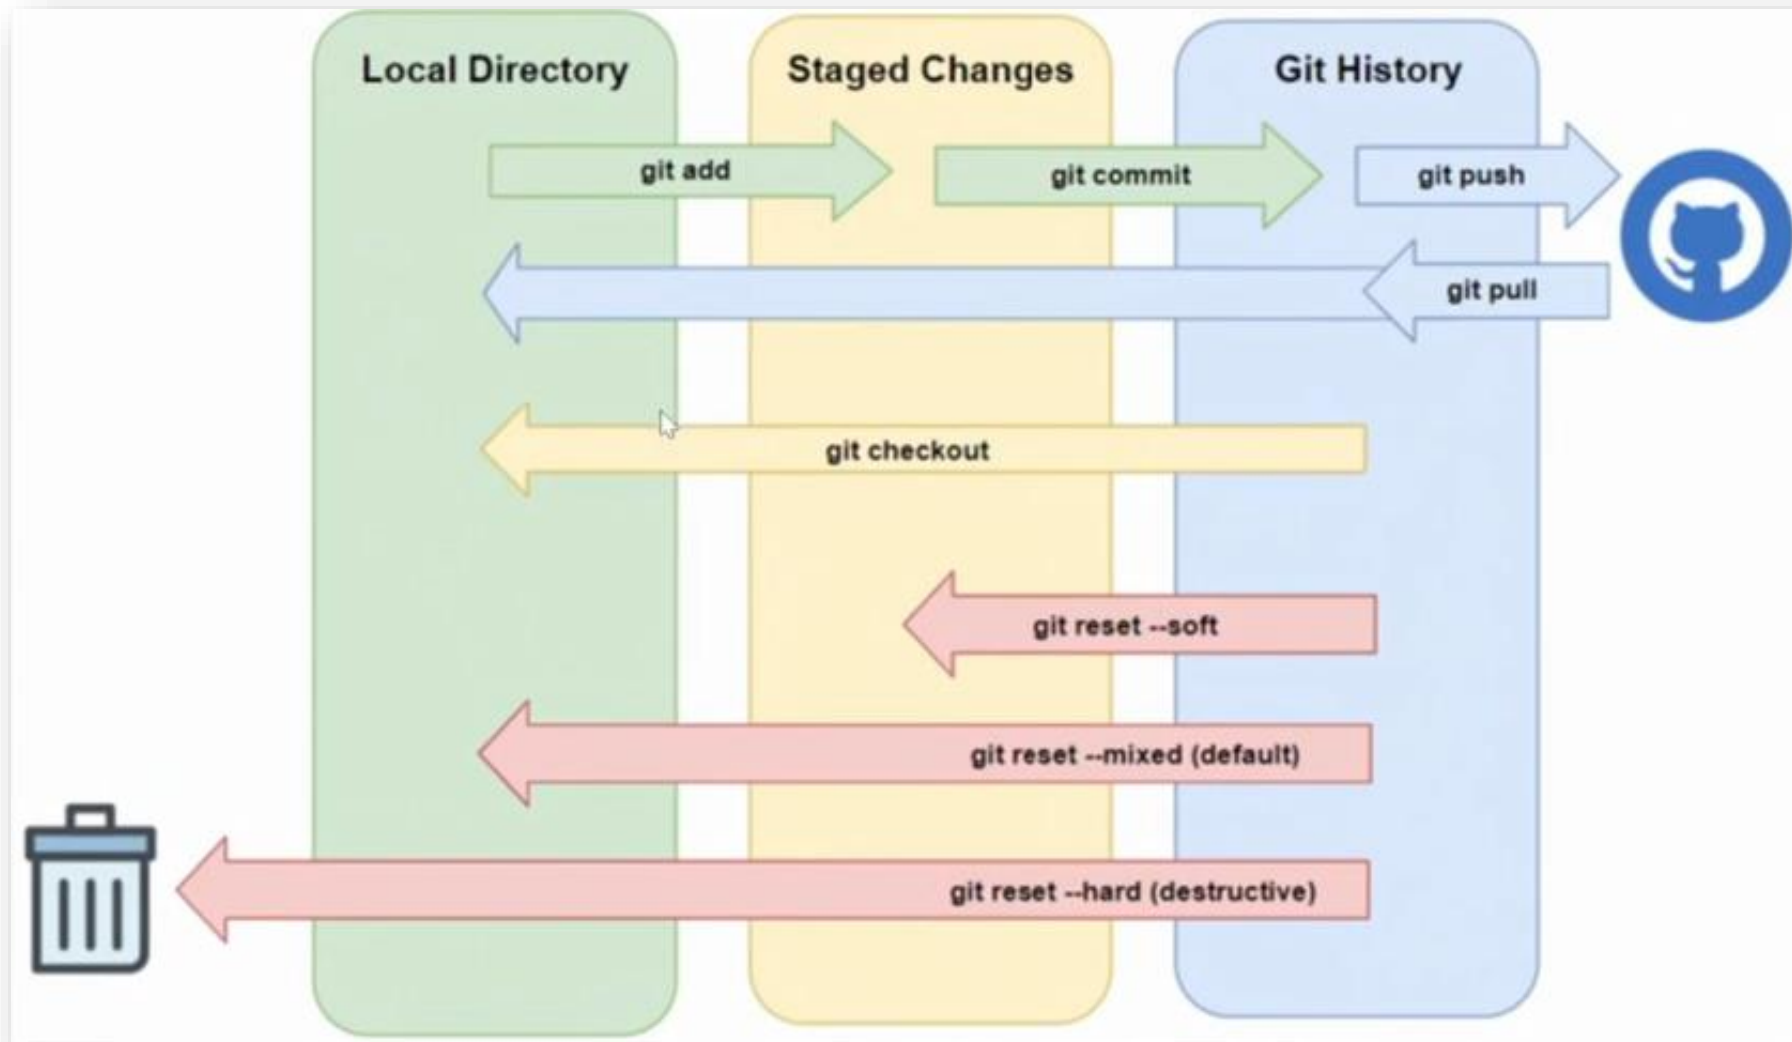 Local Directory
Staged Changes
Git History
git add
git commit
git push
git pull
git checkout
git reset --soft
git reset --mixed (default)
git reset --hard (destructive)